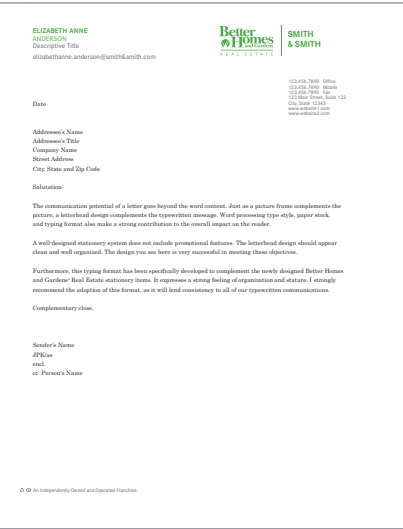 ELIZABETH ANNE
ANDERSON
Descriptive Title
elizabethanne.anderson@smith&smith.com
Better
Homes
and Gardens
REAL ESTATE
SMITH
& SMITH
123.456.7890 Office
123.456.7890 Mobile
123.456.7890 Fax
123 Main Street, Suite 123
City, State 12345
www.website1.com
www.website2.com
Date
Addressee's Name
Addressee's Title
Company Name
Street Address
City, State and Zip Code
Salutation:
The communication potential of a letter goes beyond the word content. Just as a picture frame complements the
picture, a letterhead design complements the typewritten message. Word processing type style, paper stock,
and typing format also make a strong contribution to the overall impact on the reader.
A well-designed stationery system does not include promotional features. The letterhead design should appear
clean and well organized. The design you see here is very successful in meeting these objectives.
Furthermore, this typing format has been specifically developed to complement the newly designed Better Homes
and Gardens® Real Estate stationery items. It expresses a strong feeling of organization and stature. I strongly
recommend the adoption of this format, as it will lend consistency to all of our typewritten communications.
Complementary close,
Sender's Name
JPK/as
encl.
cc: Person's Name
An Independently Owned and Operated Franchise.